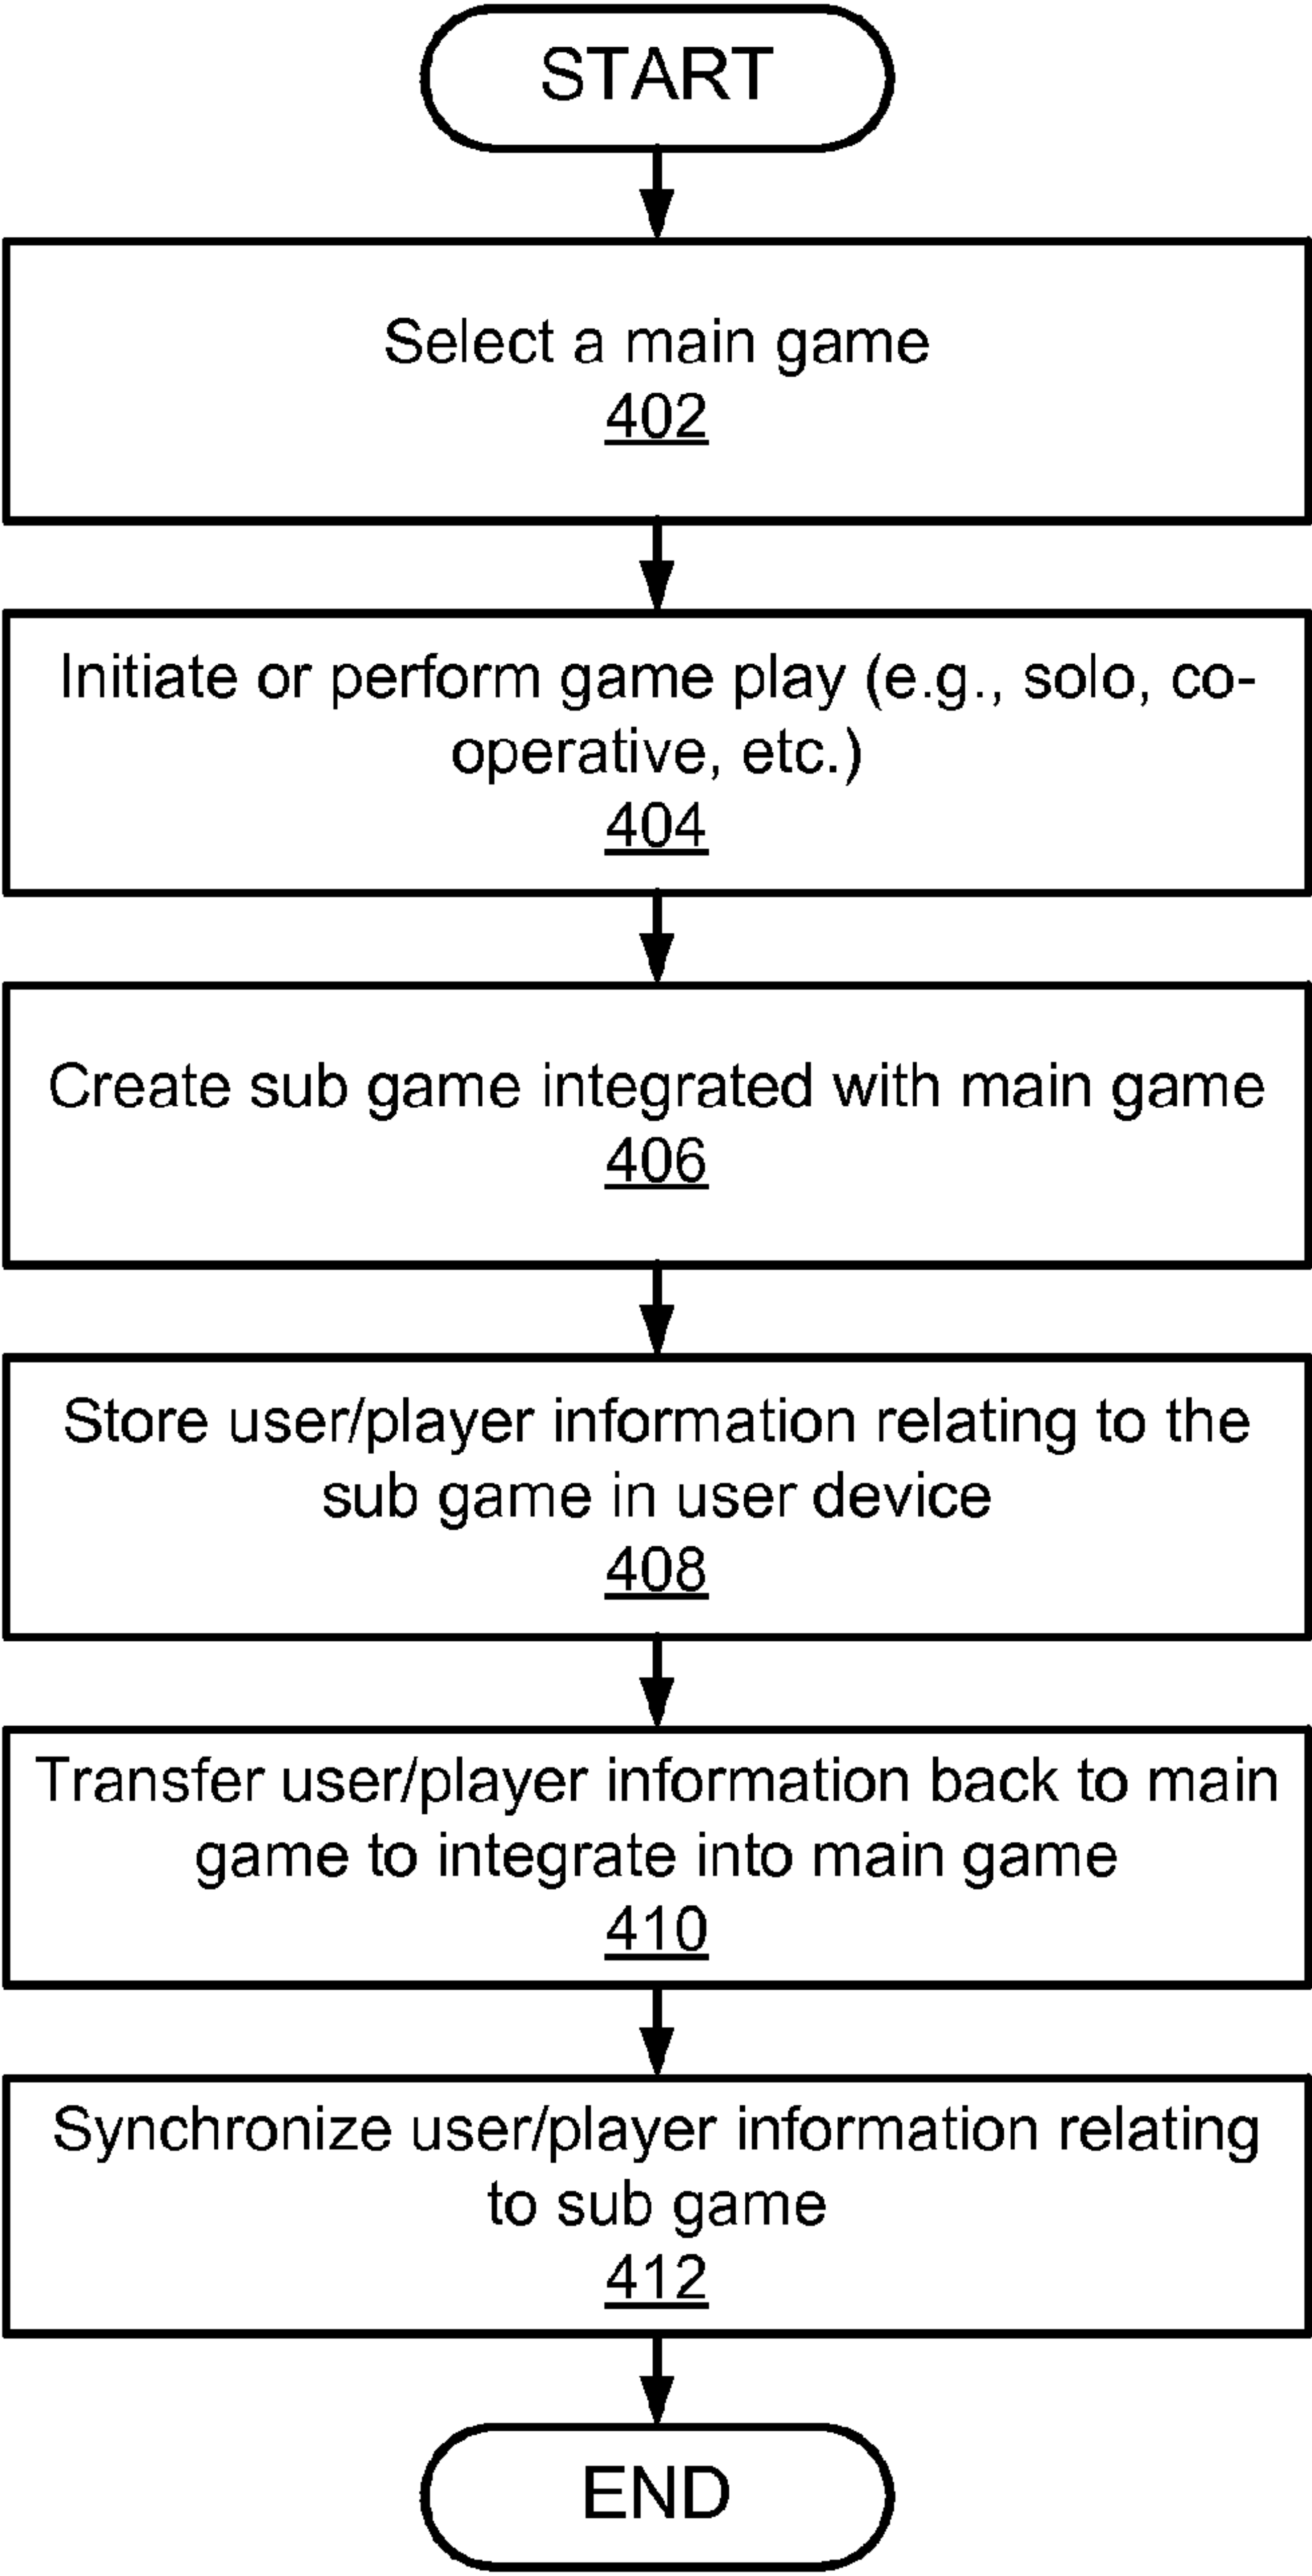 START
Select a main game
402
Initiate or perform game play (e.g., solo, co-
operative, etc.)
404
Create sub game integrated with main game
406
Store user/player information relating to the
sub game in user device
408
Transfer user/player information back to main
game to integrate into main game
410
Synchronize user/player information relating
to sub game
412
END